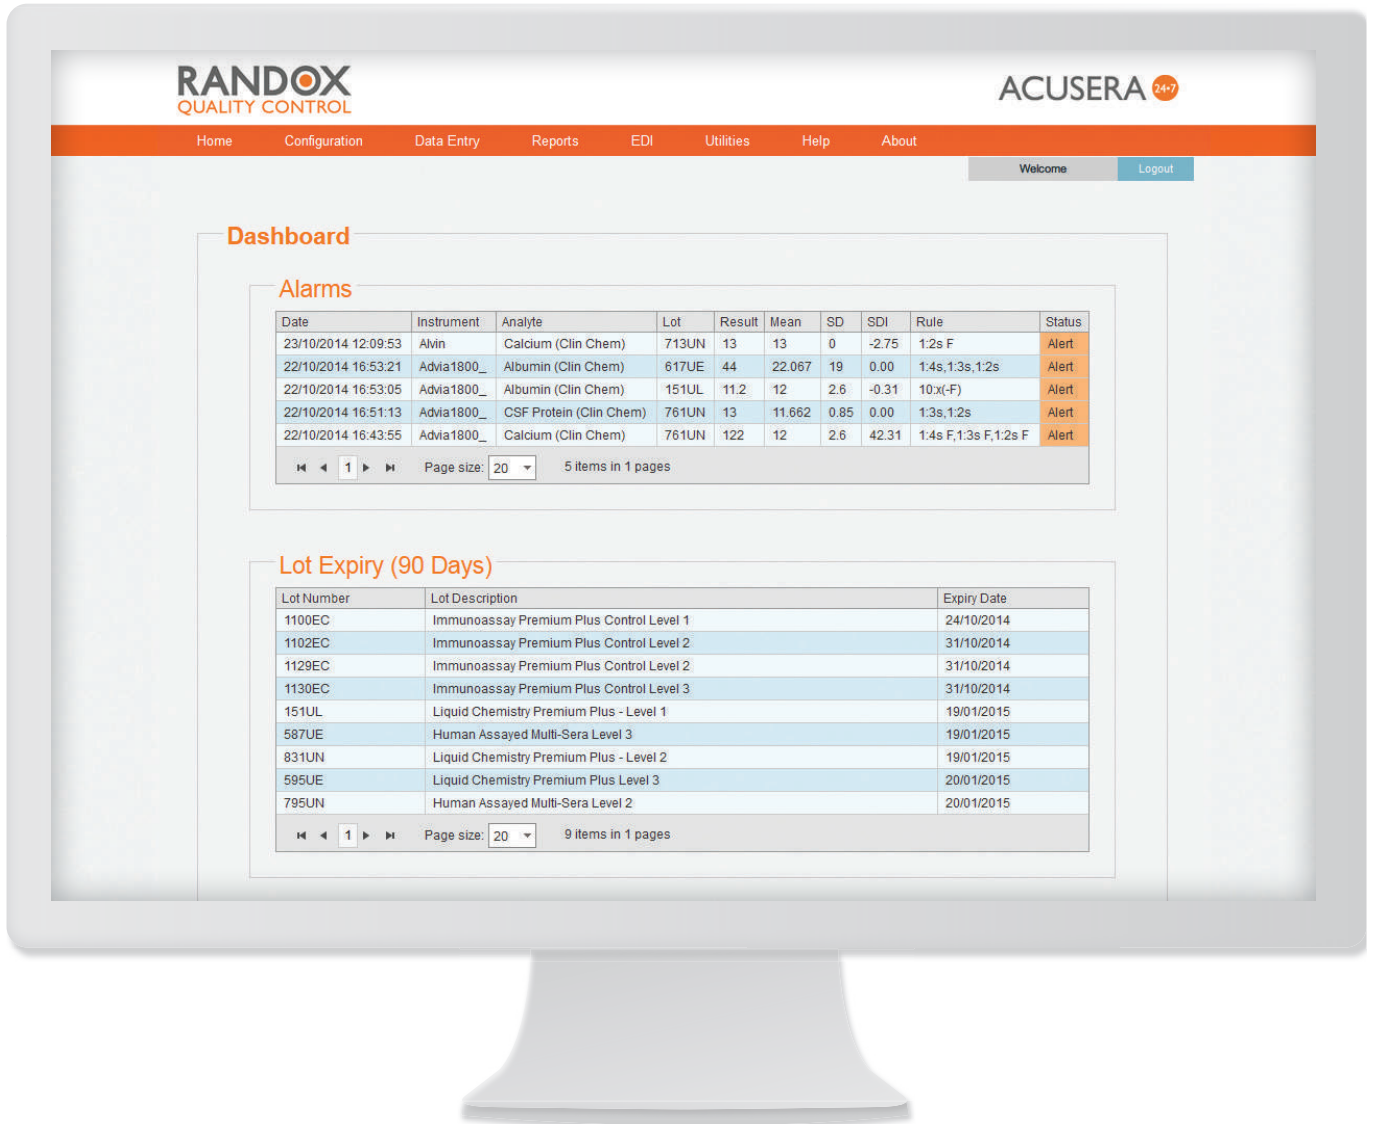 RANDOX
QUALITY CONTROL
ACUSERA 24•7
Home Configuration Data Entry Reports EDI Utilities Help About
Welcome Logout
Dashboard
Alarms
Date Instrument Analyte Lot Result Mean SD SDI Rule Status
23/10/2014 12:09:53 Alvin Calcium (Clin Chem) 713UN 13 13 0 -2.75 1:2s F Alert
22/10/2014 16:53:21 Advia1800_ Albumin (Clin Chem) 617UE 44 22.067 19 0.00 1:4s,1:3s,1:2s Alert
22/10/2014 16:53:05 Advia1800_ Albumin (Clin Chem) 151UL 11.2 12 2.6 -0.31 10:x(-F) Alert
22/10/2014 16:51:13 Advia1800_ CSF Protein (Clin Chem) 761UN 13 11.662 0.85 0.00 1:3s,1:2s Alert
22/10/2014 16:43:55 Advia1800_ Calcium (Clin Chem) 761UN 122 12 2.6 42.31 1:4s F,1:3s F,1:2s F Alert
1 Page size: 20 5 items in 1 pages
Lot Expiry (90 Days)
Lot Number Lot Description Expiry Date
1100EC Immunoassay Premium Plus Control Level 1 24/10/2014
1102EC Immunoassay Premium Plus Control Level 2 31/10/2014
1129EC Immunoassay Premium Plus Control Level 2 31/10/2014
1130EC Immunoassay Premium Plus Control Level 3 31/10/2014
151UL Liquid Chemistry Premium Plus - Level 1 19/01/2015
587UE Human Assayed Multi-Sera Level 3 19/01/2015
831UN Liquid Chemistry Premium Plus - Level 2 19/01/2015
595UE Liquid Chemistry Premium Plus Level 3 20/01/2015
795UN Human Assayed Multi-Sera Level 2 20/01/2015
1 Page size: 20 9 items in 1 pages